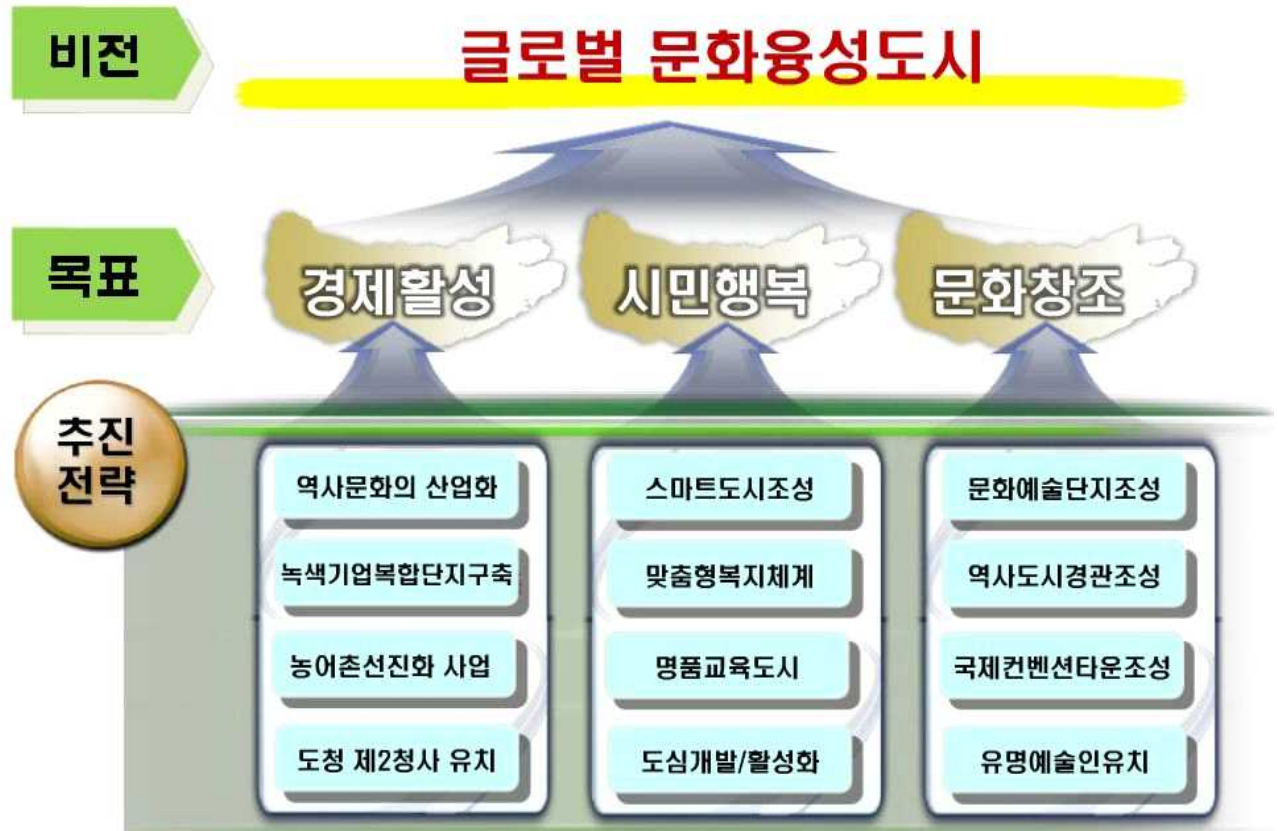 비전
글로벌 문화융성도시
목표
경제활성
시민행복
문화창조
추진
전략
역사문화의 산업화
녹색기업복합단지구축
농어촌선진화 사업
도청 제2청사 유치
스마트도시조성
맞춤형복지체계
명품교육도시
도심개발/활성화
문화예술단지조성
역사도시경관조성
국제컨벤션타운조성
유명예술인유치